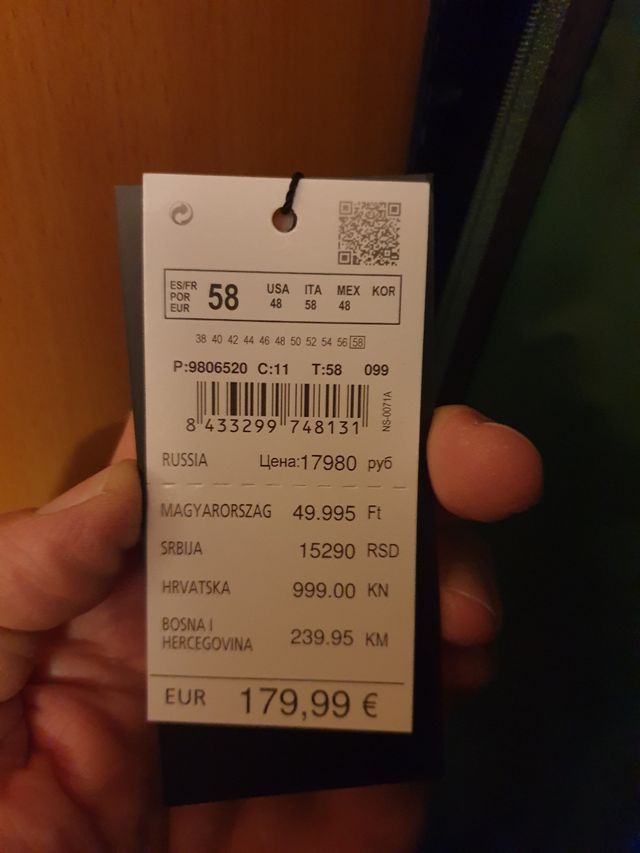 ES/FR POR EUR 58 USA 48 ITA 58 MEX 48 KOR
38 40 42 44 46 48 50 52 54 56 58
P:9806520 C:11 T:58 099
8 433299 748131
NS-0071A
RUSSIA Цена:17980 руб
MAGYARORSZAG 49.995 Ft
SRBIJA 15290 RSD
HRVATSKA 999.00 KN
BOSNA I
HERCEGOVINA 239.95 KM
EUR 179,99 €